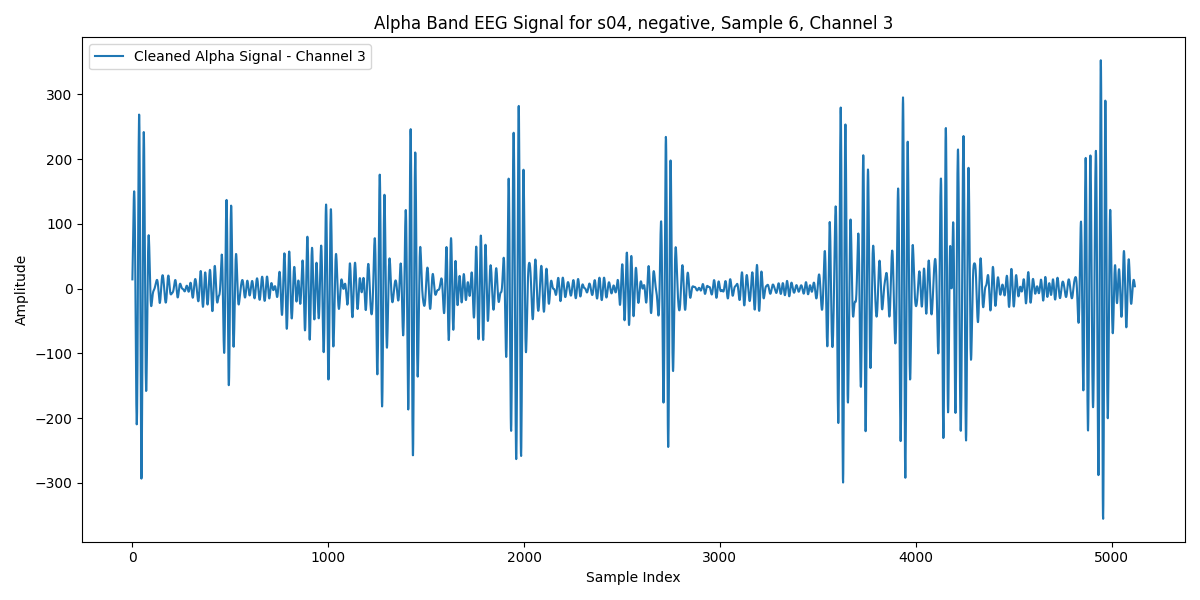 Alpha Band EEG Signal for s04, negative, Sample 6, Channel 3
Cleaned Alpha Signal - Channel 3
Amplitude
300
200
100
0
−100
−200
−300
0 1000 2000 3000 4000 5000
Sample Index